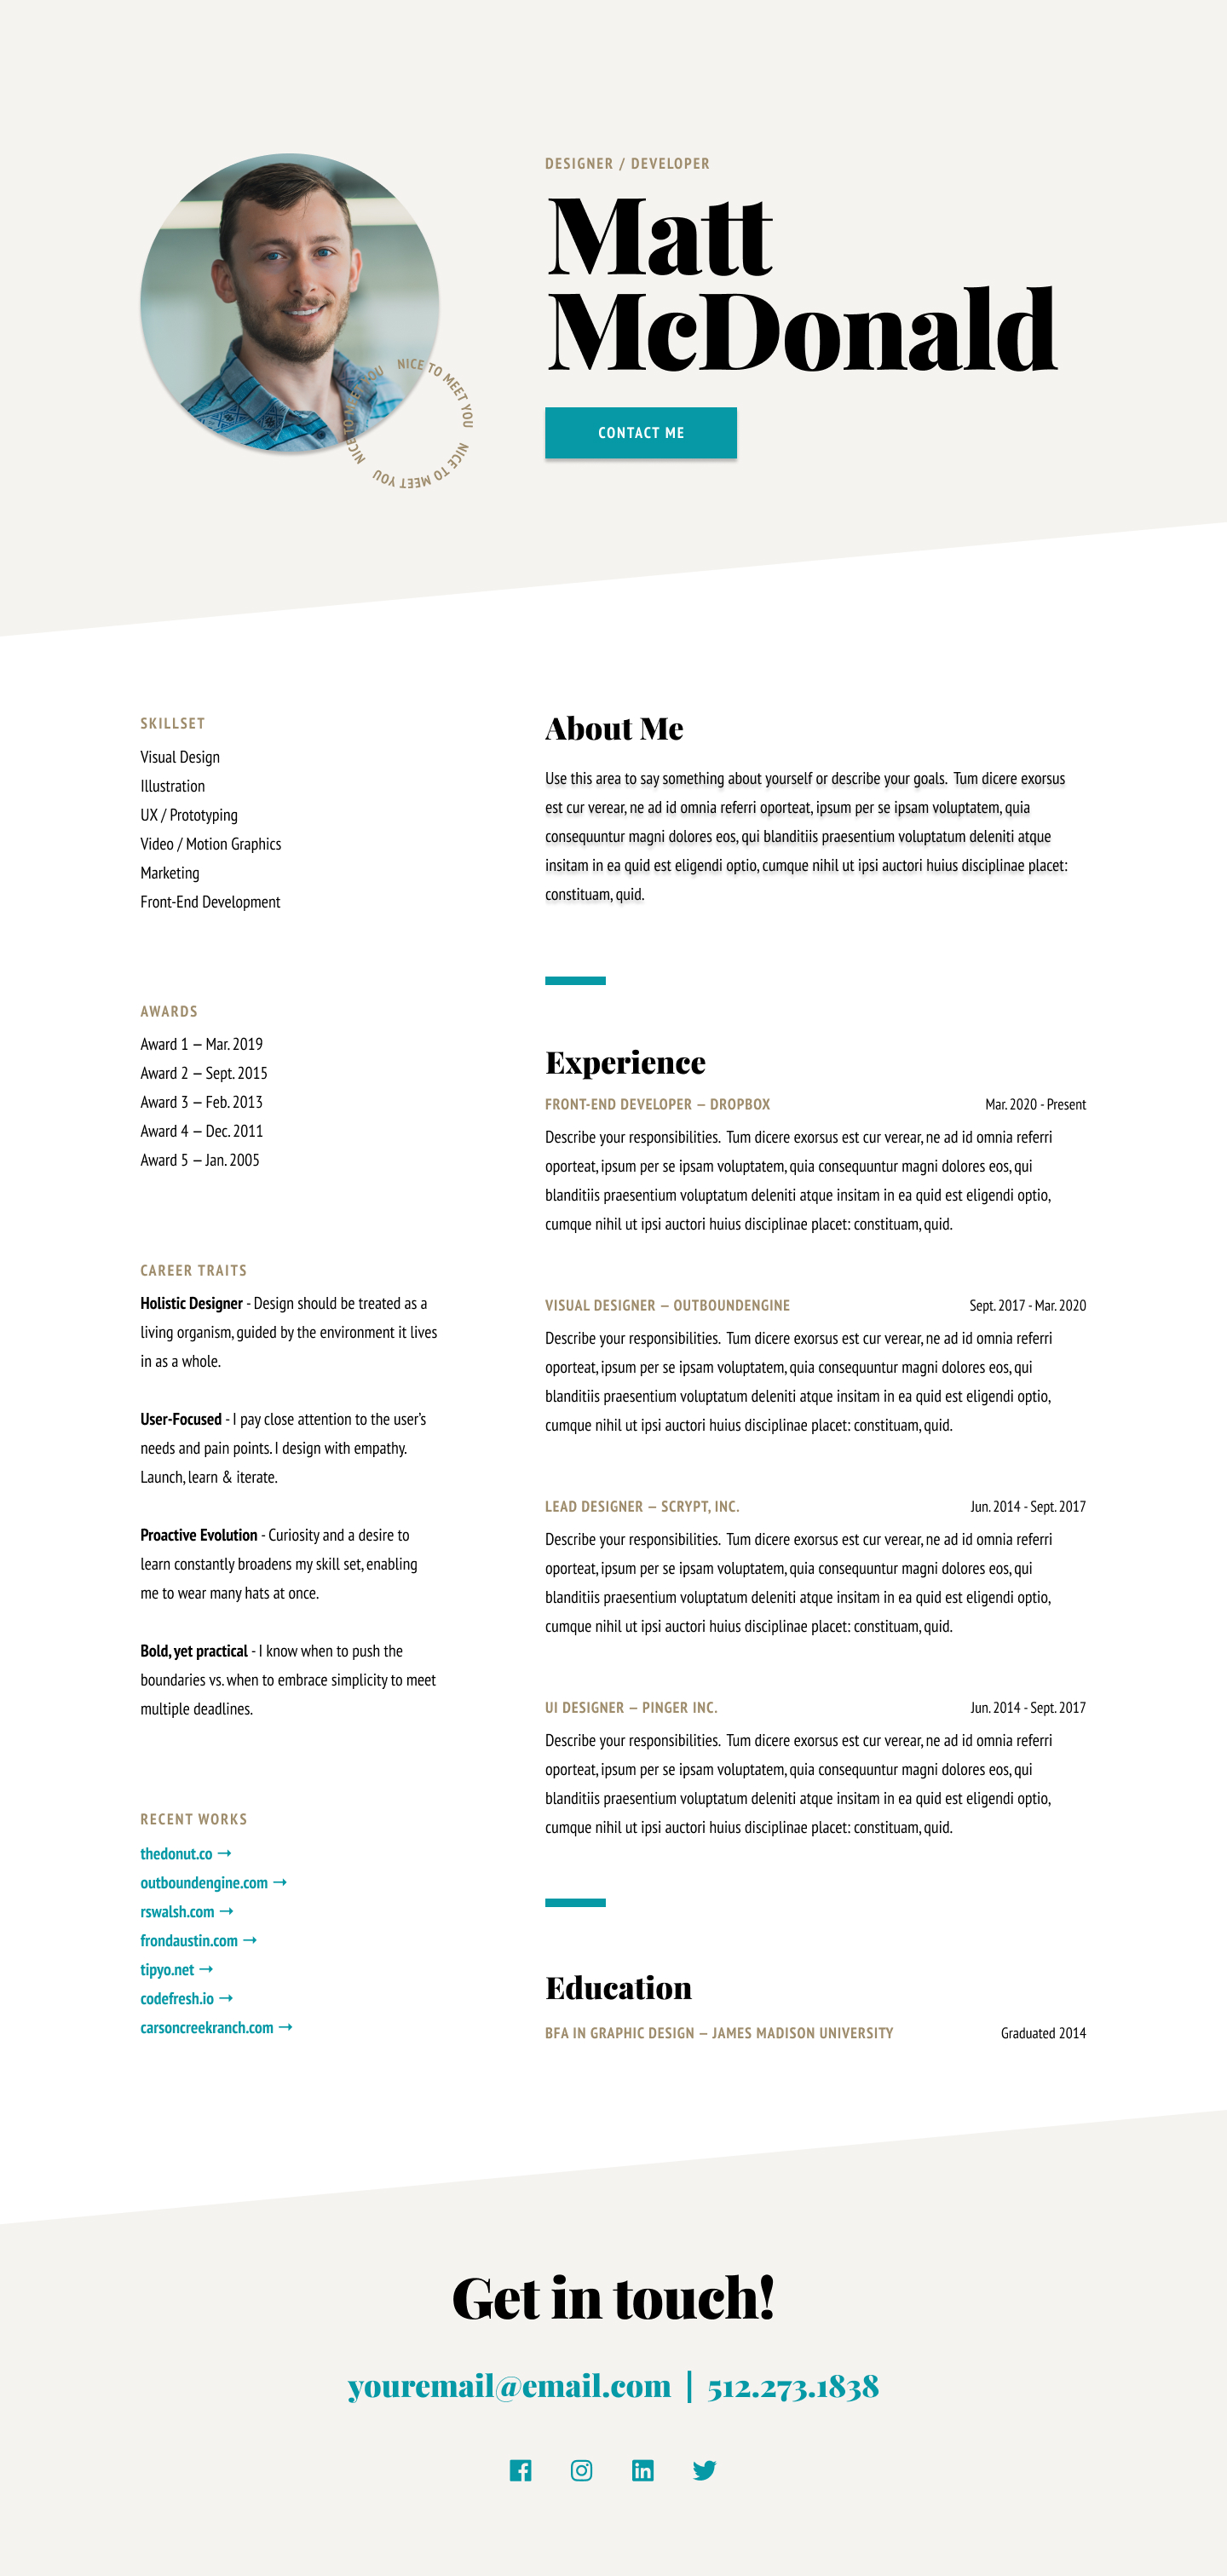 DESIGNER / DEVELOPER
Matt
McDonald
NICE TO MEET YOU NICE TO MEET YOU NICE TO MEET YOU
CONTACT ME
SKILLSET
Visual Design
Illustration
UX / Prototyping
Video / Motion Graphics
Marketing
Front-End Development
AWARDS
Award 1 – Mar. 2019
Award 2 – Sept. 2015
Award 3 – Feb. 2013
Award 4 – Dec. 2011
Award 5 – Jan. 2005
CAREER TRAITS
Holistic Designer - Design should be treated as a
living organism, guided by the environment it lives
in as a whole.
User-Focused - I pay close attention to the user's
needs and pain points. I design with empathy.
Launch, learn & iterate.
Proactive Evolution - Curiosity and a desire to
learn constantly broadens my skill set, enabling
me to wear many hats at once.
Bold, yet practical - I know when to push the
boundaries vs. when to embrace simplicity to meet
multiple deadlines.
RECENT WORKS
thedonut.co →
outboundengine.com →
rswalsh.com →
frondaustin.com →
tipyo.net →
codefresh.io →
carsoncreekranch.com →
About Me
Use this area to say something about yourself or describe your goals. Tum dicere exorsus
est cur verear, ne ad id omnia referri oporteat, ipsum per se ipsam voluptatem, quia
consequuntur magni dolores eos, qui blanditiis praesentium voluptatum deleniti atque
insitam in ea quid est eligendi optio, cumque nihil ut ipsi auctori huius disciplinae placet:
constituam, quid.
Experience
FRONT-END DEVELOPER – DROPBOX Mar. 2020 - Present
Describe your responsibilities. Tum dicere exorsus est cur verear, ne ad id omnia referri
oporteat, ipsum per se ipsam voluptatem, quia consequuntur magni dolores eos, qui
blanditiis praesentium voluptatum deleniti atque insitam in ea quid est eligendi optio,
cumque nihil ut ipsi auctori huius disciplinae placet: constituam, quid.
VISUAL DESIGNER – OUTBOUNDENGINE Sept. 2017 - Mar. 2020
Describe your responsibilities. Tum dicere exorsus est cur verear, ne ad id omnia referri
oporteat, ipsum per se ipsam voluptatem, quia consequuntur magni dolores eos, qui
blanditiis praesentium voluptatum deleniti atque insitam in ea quid est eligendi optio,
cumque nihil ut ipsi auctori huius disciplinae placet: constituam, quid.
LEAD DESIGNER – SCRYPT, INC. Jun. 2014 - Sept. 2017
Describe your responsibilities. Tum dicere exorsus est cur verear, ne ad id omnia referri
oporteat, ipsum per se ipsam voluptatem, quia consequuntur magni dolores eos, qui
blanditiis praesentium voluptatum deleniti atque insitam in ea quid est eligendi optio,
cumque nihil ut ipsi auctori huius disciplinae placet: constituam, quid.
UI DESIGNER – PINGER INC. Jun. 2014 - Sept. 2017
Describe your responsibilities. Tum dicere exorsus est cur verear, ne ad id omnia referri
oporteat, ipsum per se ipsam voluptatem, quia consequuntur magni dolores eos, qui
blanditiis praesentium voluptatum deleniti atque insitam in ea quid est eligendi optio,
cumque nihil ut ipsi auctori huius disciplinae placet: constituam, quid.
Education
BFA IN GRAPHIC DESIGN – JAMES MADISON UNIVERSITY Graduated 2014
Get in touch!
youremail@email.com | 512.273.1838